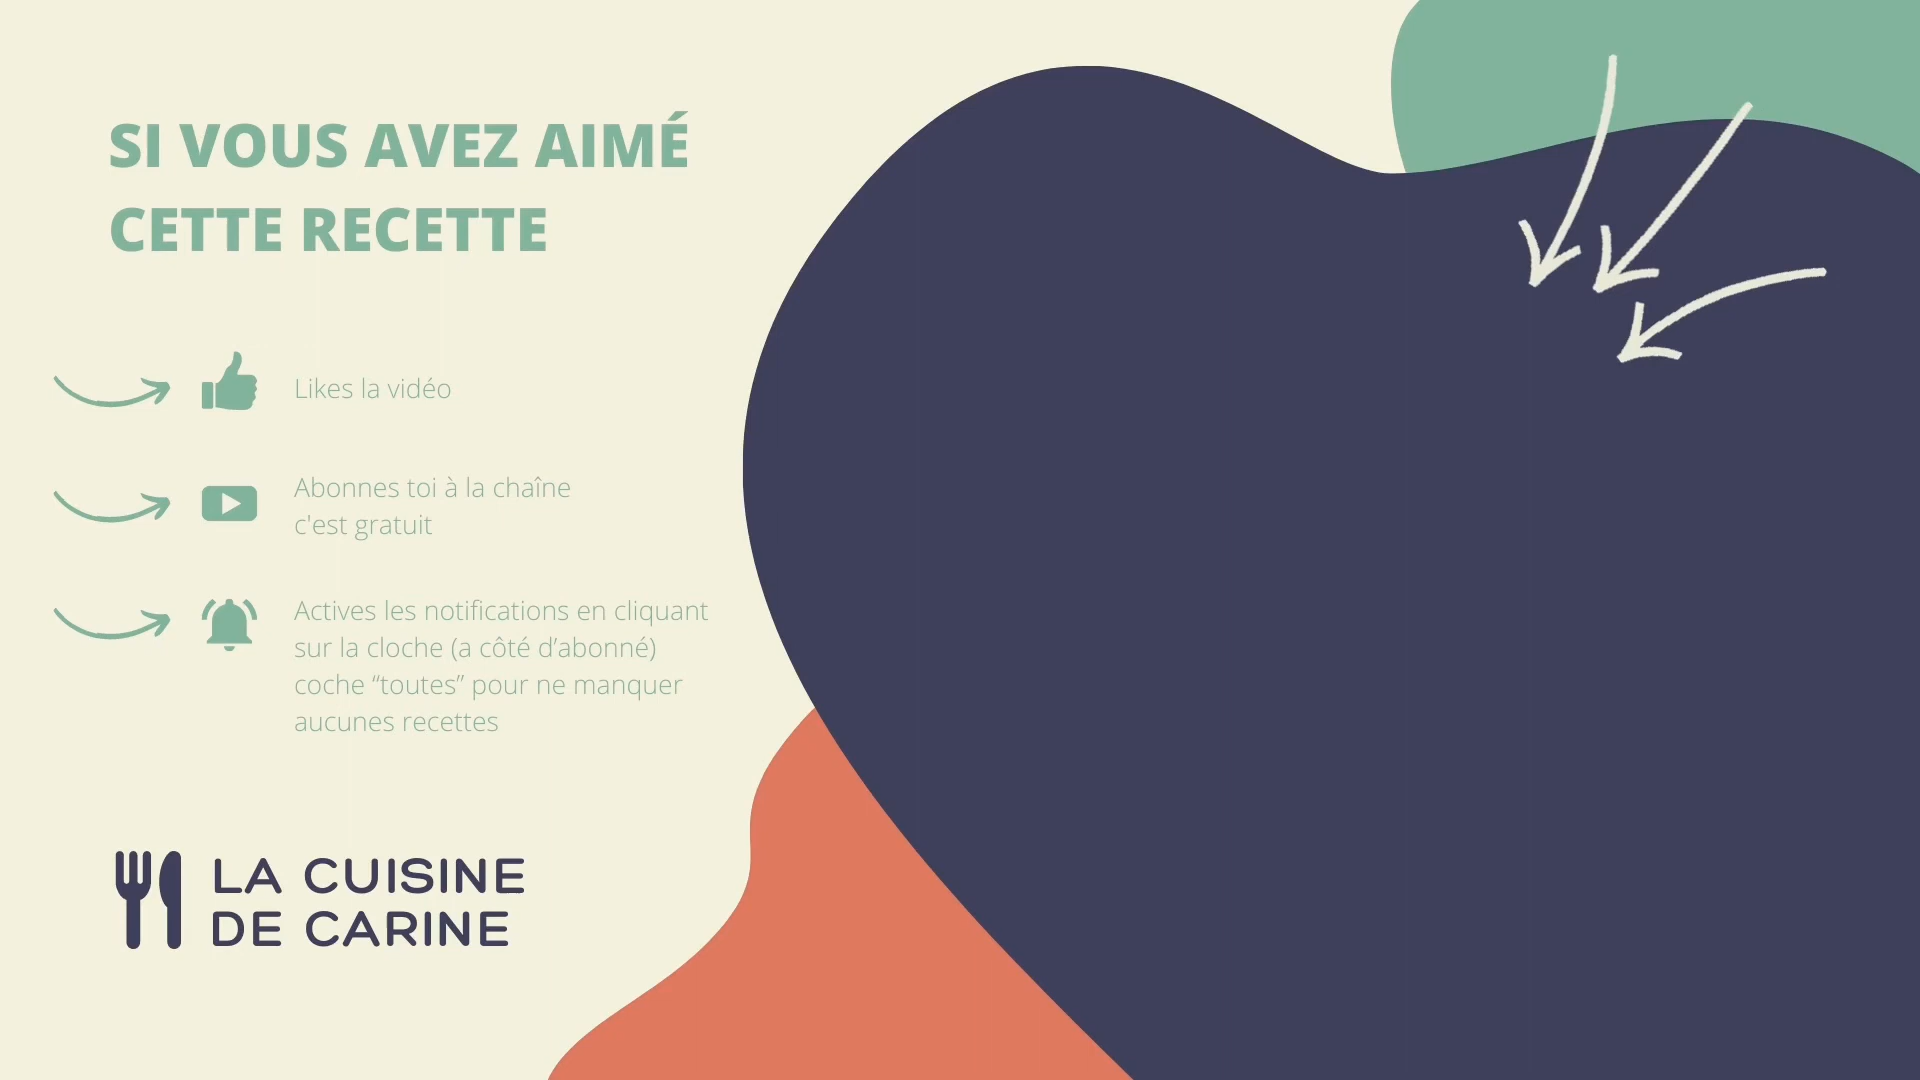 SI VOUS AVEZ AIMÉ
CETTE RECETTE
Likes la vidéo
Abonnes toi à la chaîne
c'est gratuit
Actives les notifications en cliquant
sur la cloche (a côté d’abonné)
coche “toutes” pour ne manquer
aucunes recettes
LA CUISINE
DE CARINE